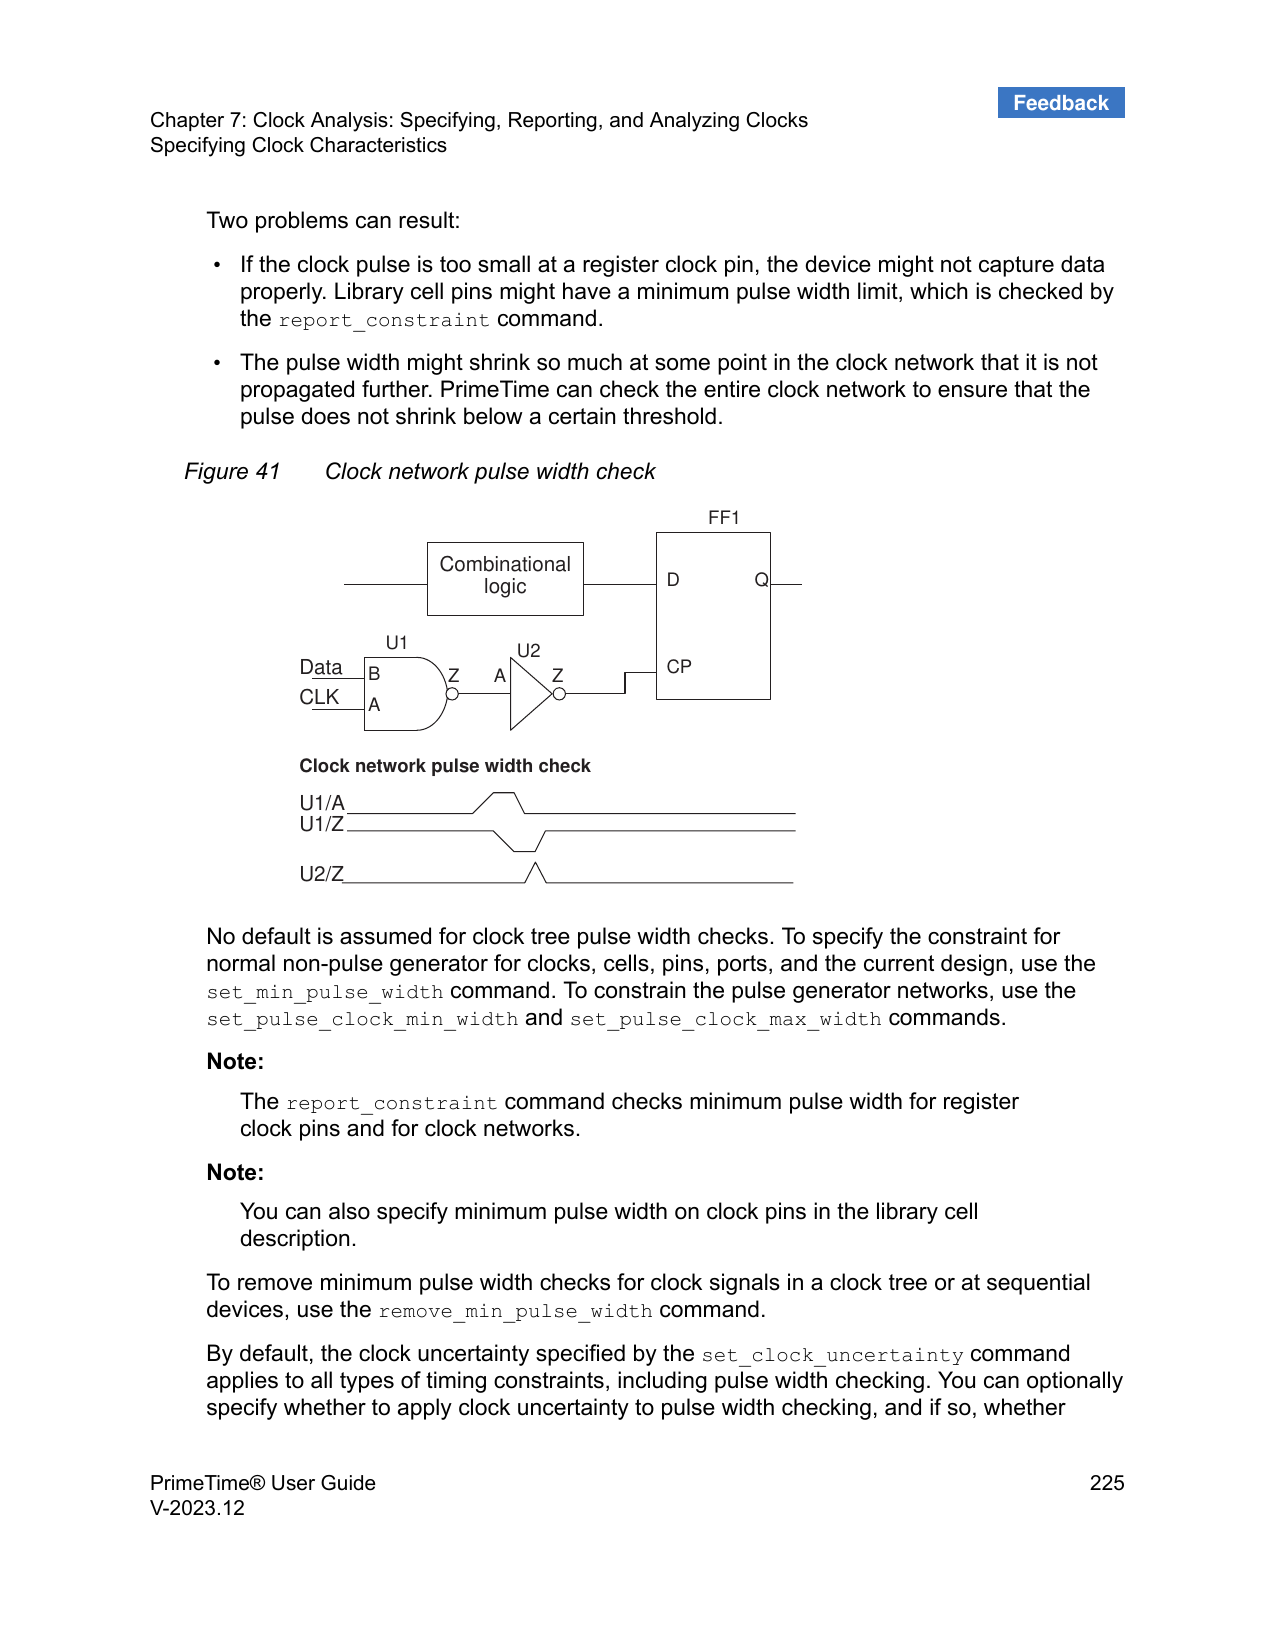 Feedback
Chapter 7: Clock Analysis: Specifying, Reporting, and Analyzing Clocks
Specifying Clock Characteristics
Two problems can result:
• If the clock pulse is too small at a register clock pin, the device might not capture data
properly. Library cell pins might have a minimum pulse width limit, which is checked by
the report_constraint command.
• The pulse width might shrink so much at some point in the clock network that it is not
propagated further. PrimeTime can check the entire clock network to ensure that the
pulse does not shrink below a certain threshold.
Figure 41 Clock network pulse width check
FF1
Combinational
logic
D Q
U1
U2
Data B Z A Z CP
CLK A
Clock network pulse width check
U1/A
U1/Z
U2/Z
No default is assumed for clock tree pulse width checks. To specify the constraint for
normal non-pulse generator for clocks, cells, pins, ports, and the current design, use the
set_min_pulse_width command. To constrain the pulse generator networks, use the
set_pulse_clock_min_width and set_pulse_clock_max_width commands.
Note:
The report_constraint command checks minimum pulse width for register
clock pins and for clock networks.
Note:
You can also specify minimum pulse width on clock pins in the library cell
description.
To remove minimum pulse width checks for clock signals in a clock tree or at sequential
devices, use the remove_min_pulse_width command.
By default, the clock uncertainty specified by the set_clock_uncertainty command
applies to all types of timing constraints, including pulse width checking. You can optionally
specify whether to apply clock uncertainty to pulse width checking, and if so, whether
PrimeTime® User Guide 225
V-2023.12